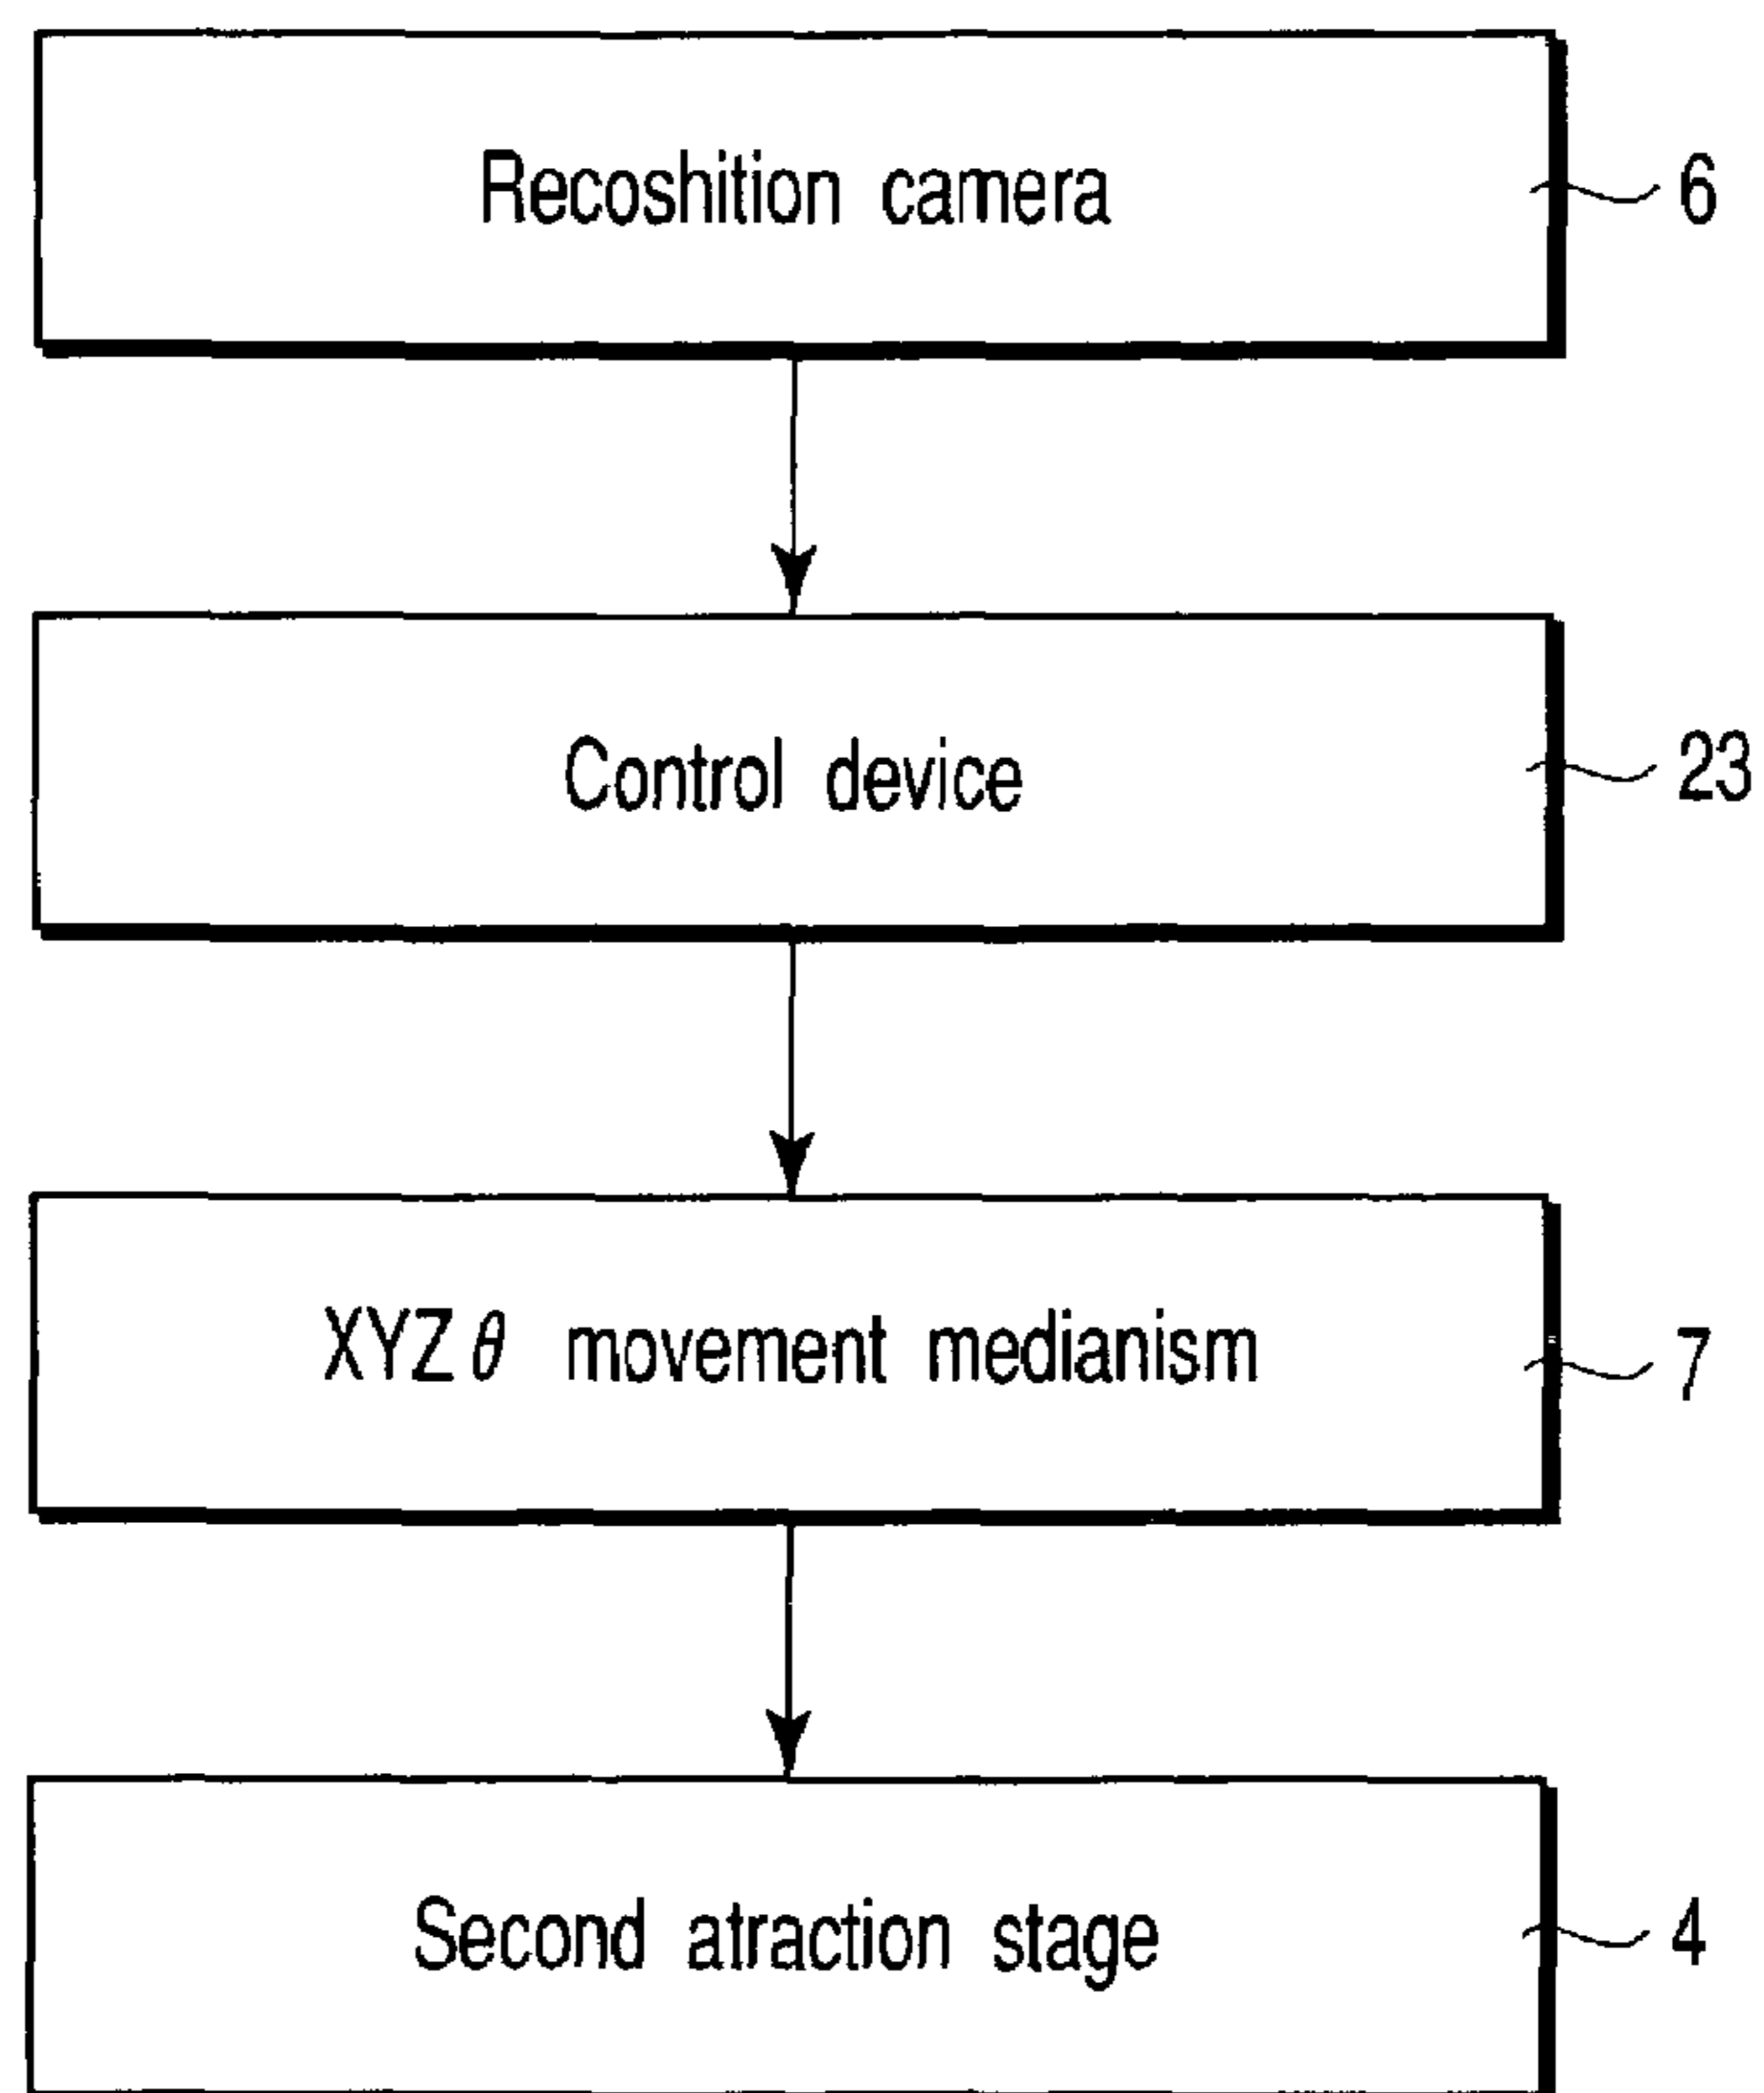 Recoshition camera 6
Control device 23
XYZθ movement medianism 7
Second atraction stage 4